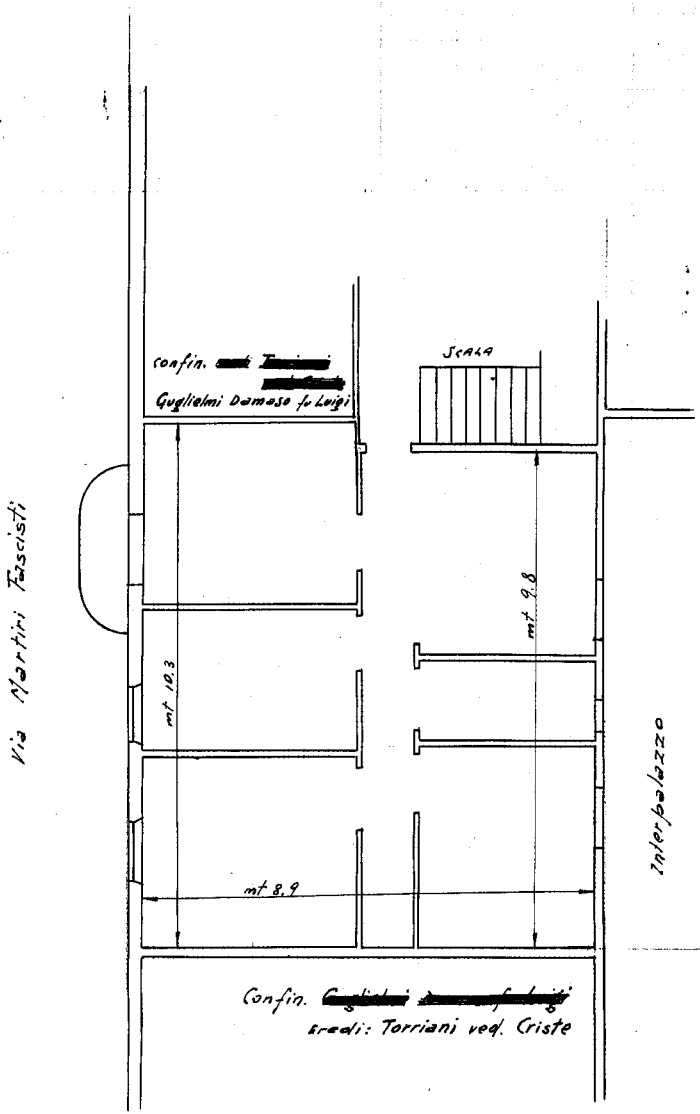 confin.
Guglielmi Damaso fu Luigi
SCALA
Via Martiri Fascisti
mt 10.3
mt 9.8
Interpalazzo
mt 8.9
Confin.
Eredi: Torriani ved. Criste